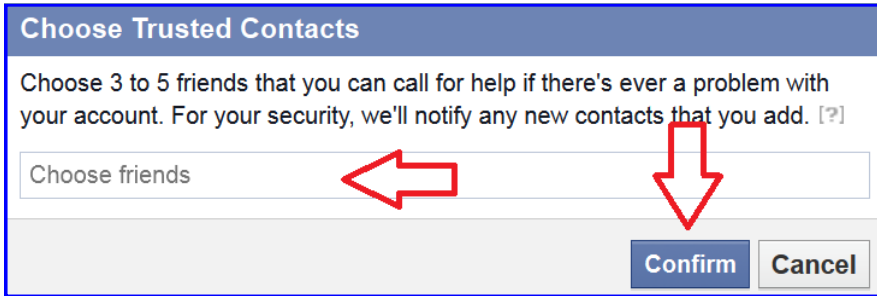 Choose Trusted Contacts
Choose 3 to 5 friends that you can call for help if there's ever a problem with
your account. For your security, we'll notify any new contacts that you add. [?]
Choose friends
Confirm Cancel